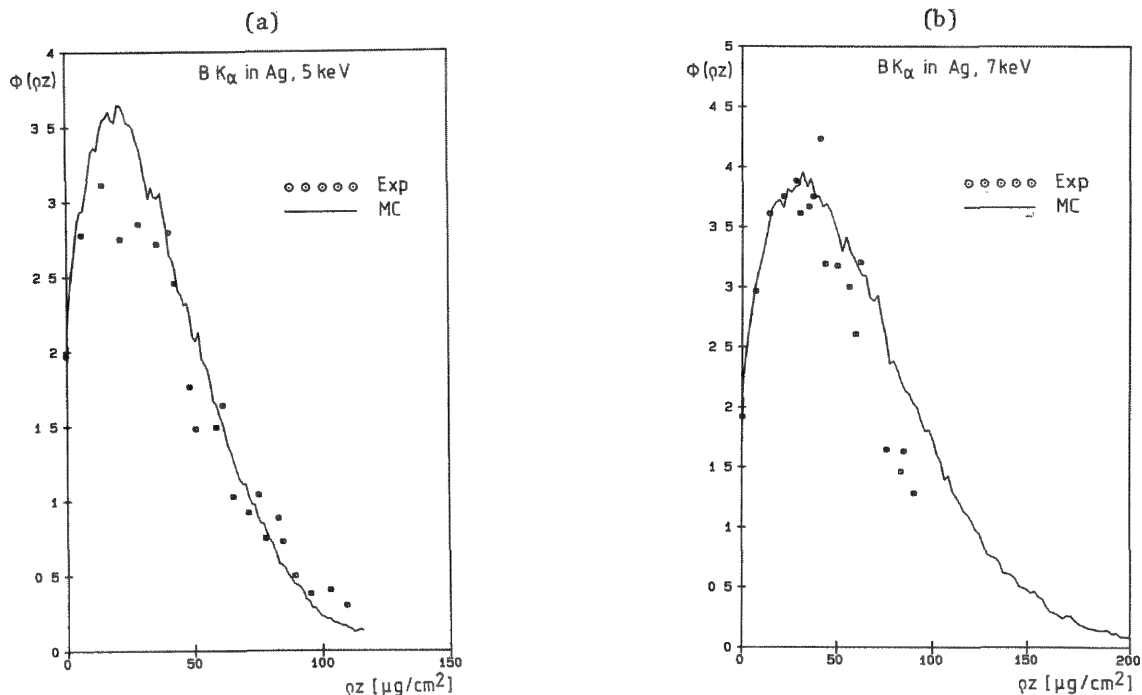 (a)
4
Φ(ρz)
B Kα in Ag, 5 keV
3 5
Exp
MC
3
2 5
2
1 5
1
0 5
0
0 50 100 150
ρz [µg/cm²]
(b)
5
Φ(ρz)
B Kα in Ag, 7keV
4 5
4
Exp
MC
3 5
3
2 5
2
1 5
1
0 5
0
0 50 100 150 200
ρz [µg/cm²]